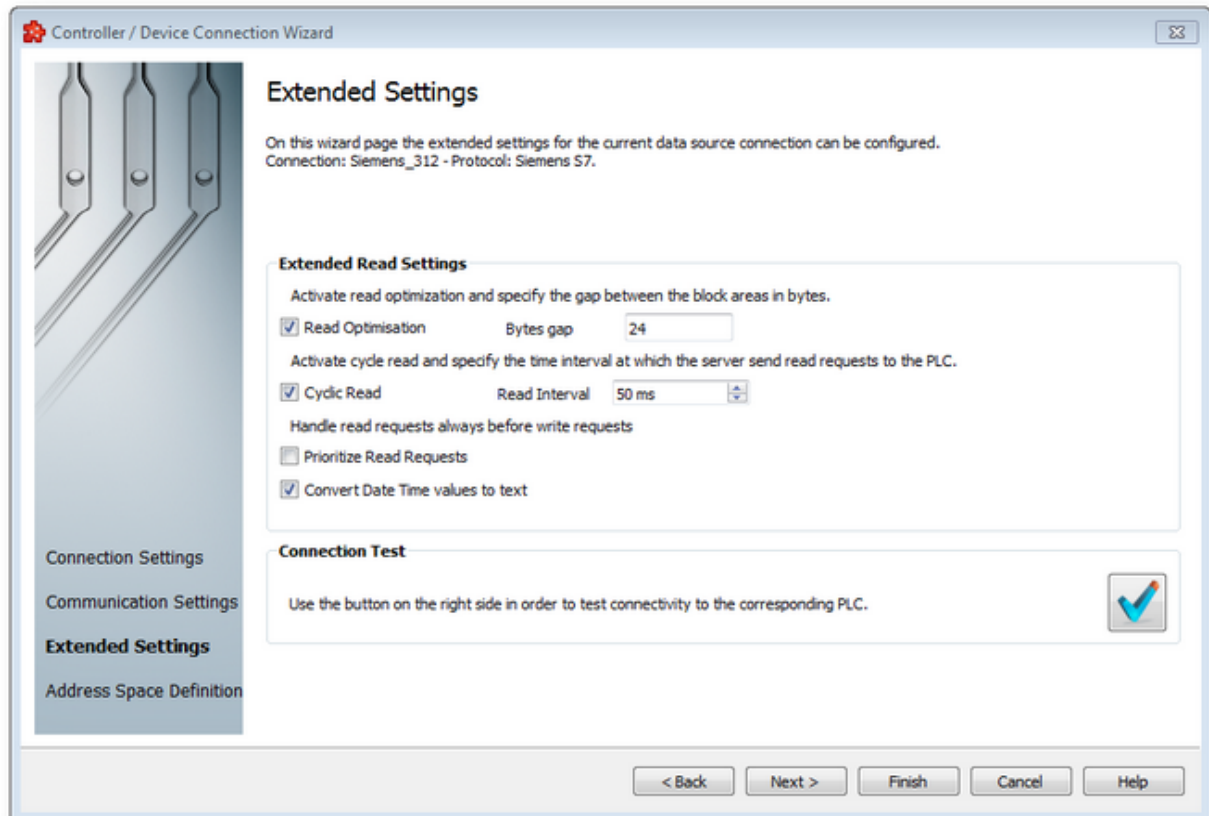 Controller / Device Connection Wizard
Extended Settings
On this wizard page the extended settings for the current data source connection can be configured.
Connection: Siemens_312 - Protocol: Siemens S7.
Extended Read Settings
Activate read optimization and specify the gap between the block areas in bytes.
Read Optimisation Bytes gap 24
Activate cycle read and specify the time interval at which the server send read requests to the PLC.
Cyclic Read Read Interval 50 ms
Handle read requests always before write requests
Prioritize Read Requests
Convert Date Time values to text
Connection Test
Use the button on the right side in order to test connectivity to the corresponding PLC.
Connection Settings
Communication Settings
Extended Settings
Address Space Definition
< Back Next > Finish Cancel Help